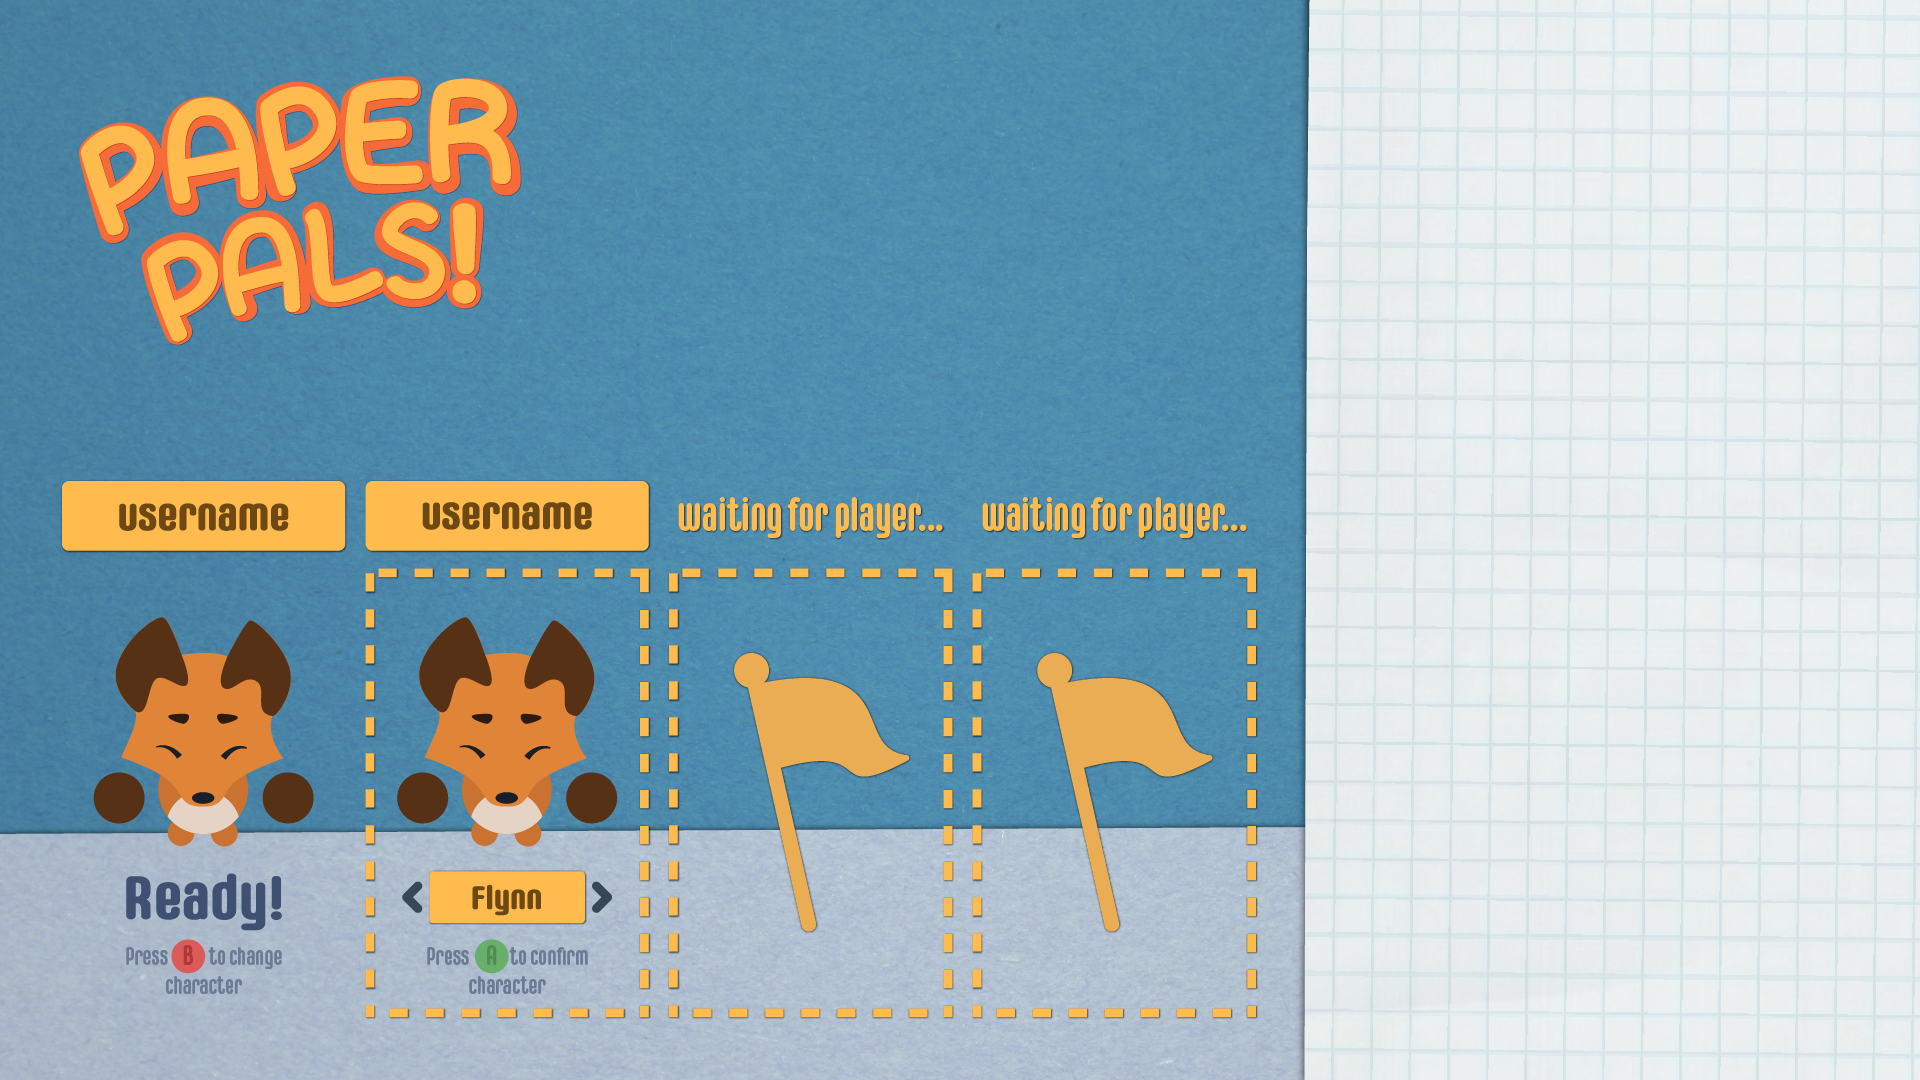 PAPER
PALS!
username
username
waiting for player...
waiting for player...
Ready!
Press B to change
character
Flynn
Press A to confirm
character